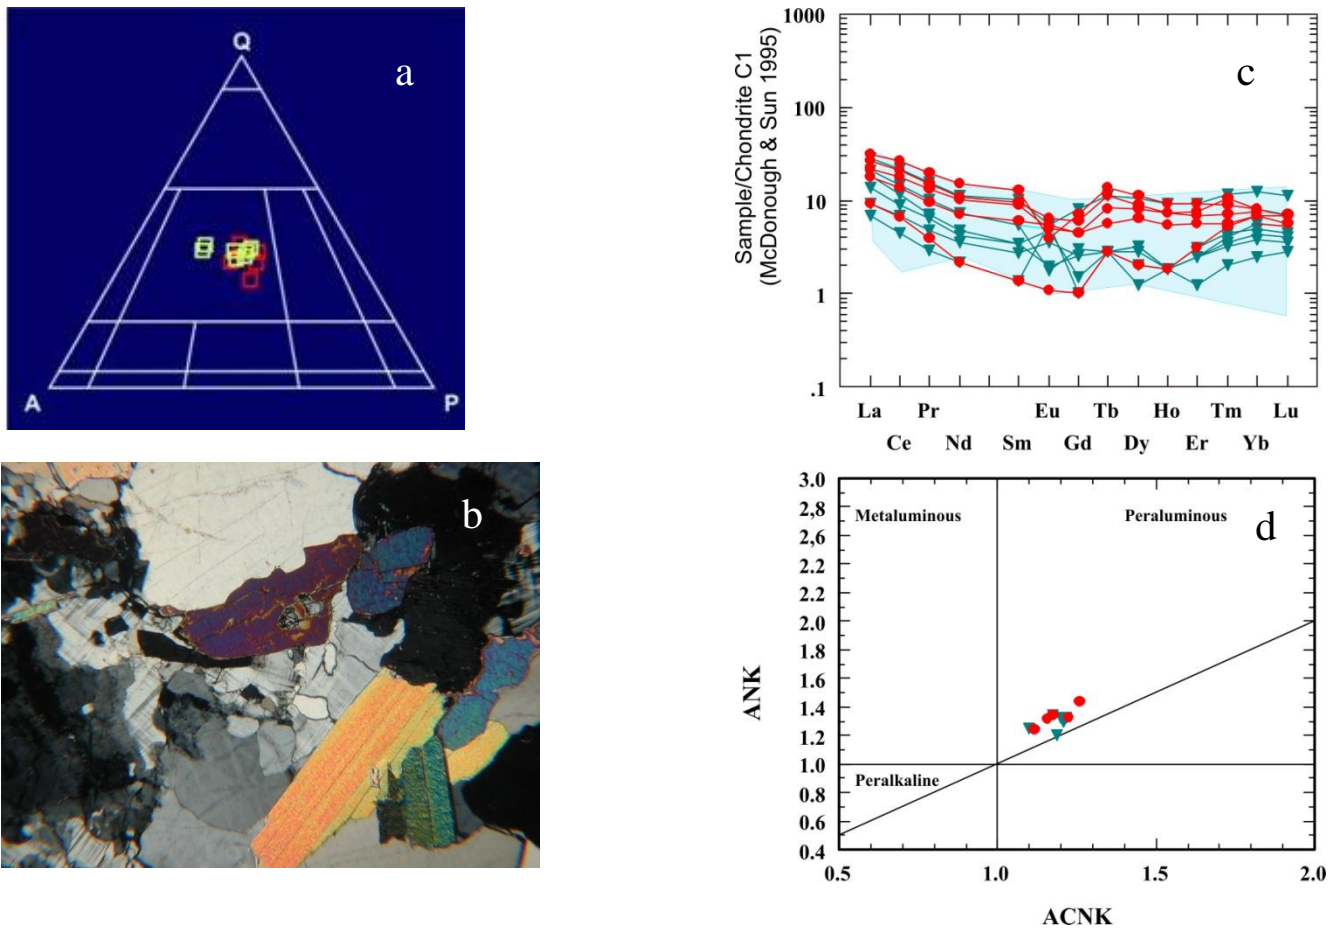 Q
a
A
P
b
c
Sample/Chondrite C1
(McDonough & Sun 1995)
1000
100
10
1
.1
La Pr Eu Tb Ho Tm Lu
Ce Nd Sm Gd Dy Er Yb
d
Metaluminous Peraluminous
Peralkaline
ANK
3.0
2,8
2.6
2.4
2.2
2.0
1.8
1.6
1.4
1.2
1.0
0.8
0.6
0.4
0.5 1.0 1.5 2.0
ACNK